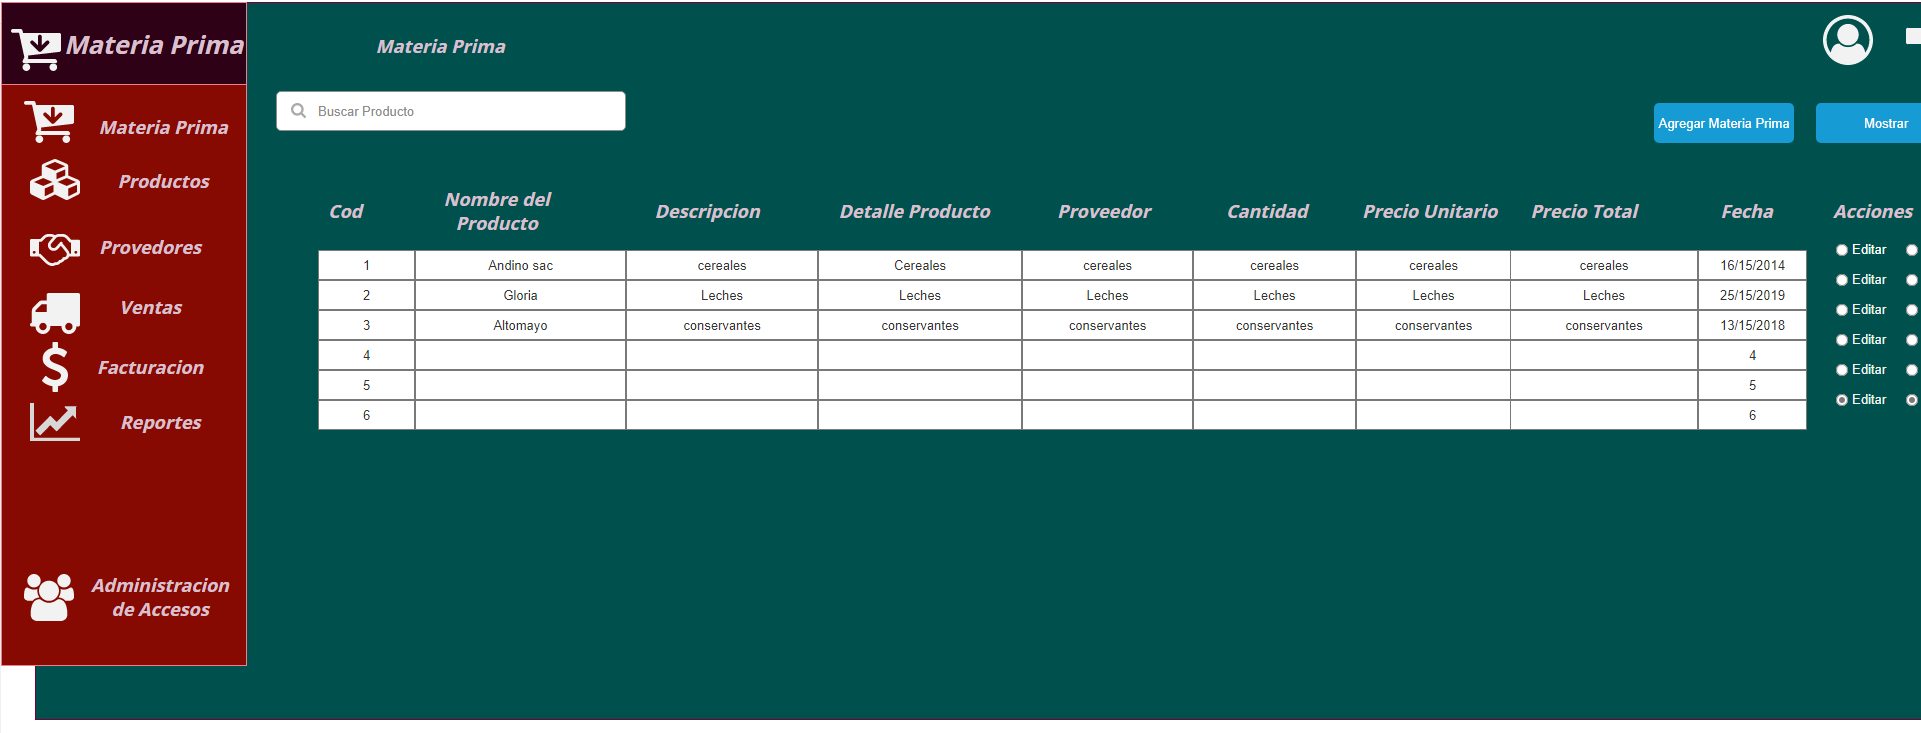 Materia Prima
Materia Prima
Productos
Provedores
Ventas
Facturacion
Reportes
Administracion
de Accesos
Materia Prima
Buscar Producto
Agregar Materia Prima
Mostrar
Cod Nombre del Producto Descripcion Detalle Producto Proveedor Cantidad Precio Unitario Precio Total Fecha Acciones
1 Andino sac cereales Cereales cereales cereales cereales cereales 16/15/2014 Editar
2 Gloria Leches Leches Leches Leches Leches Leches 25/15/2019 Editar
3 Altomayo conservantes conservantes conservantes conservantes conservantes conservantes 13/15/2018 Editar
4 4 Editar
5 5 Editar
6 6 Editar